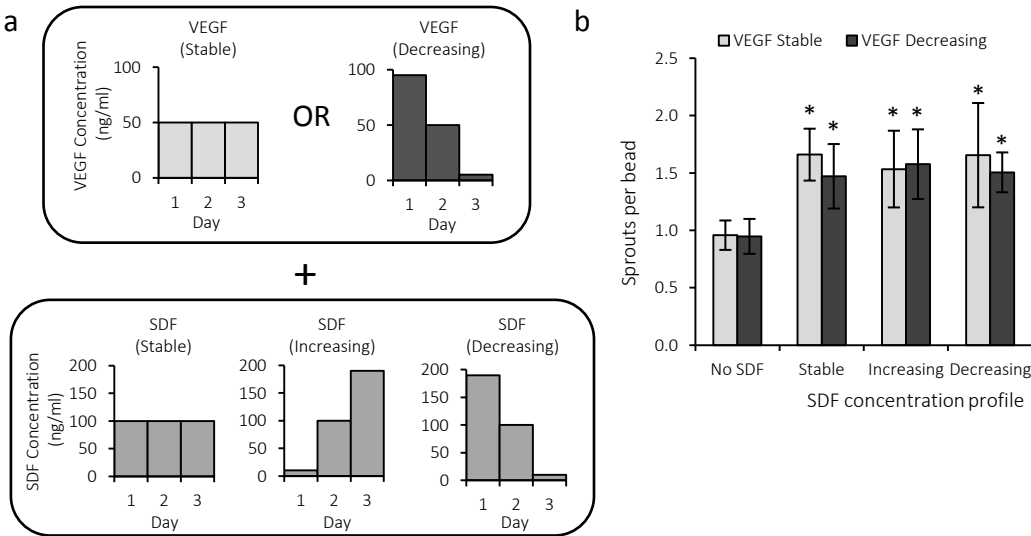 a
VEGF
(Stable)
VEGF
(Decreasing)
VEGF Concentration
(ng/ml)
100
50
0
1 2 3
Day
OR
100
50
0
1 2 3
Day
+
SDF
(Stable)
SDF
(Increasing)
SDF
(Decreasing)
SDF Concentration
(ng/ml)
200
150
100
50
0
1 2 3
Day
200
150
100
50
0
1 2 3
Day
200
150
100
50
0
1 2 3
Day
b
VEGF Stable VEGF Decreasing
Sprouts per bead
2.5
2.0
1.5
1.0
0.5
0.0
* * * * * *
No SDF Stable Increasing Decreasing
SDF concentration profile